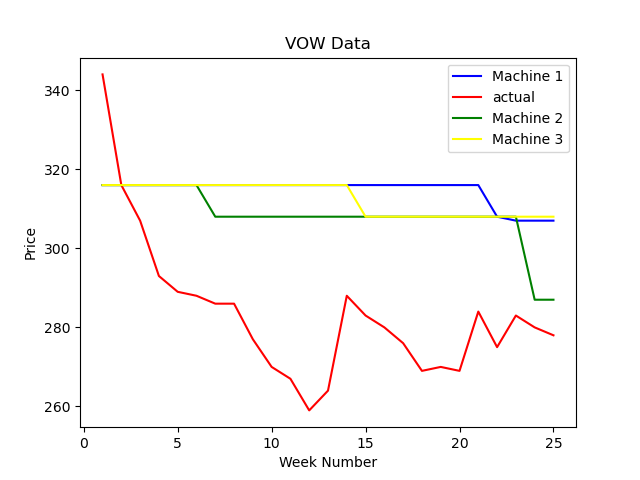 VOW Data
Machine 1
actual
Machine 2
Machine 3
Price
340
320
300
280
260
0 5 10 15 20 25
Week Number